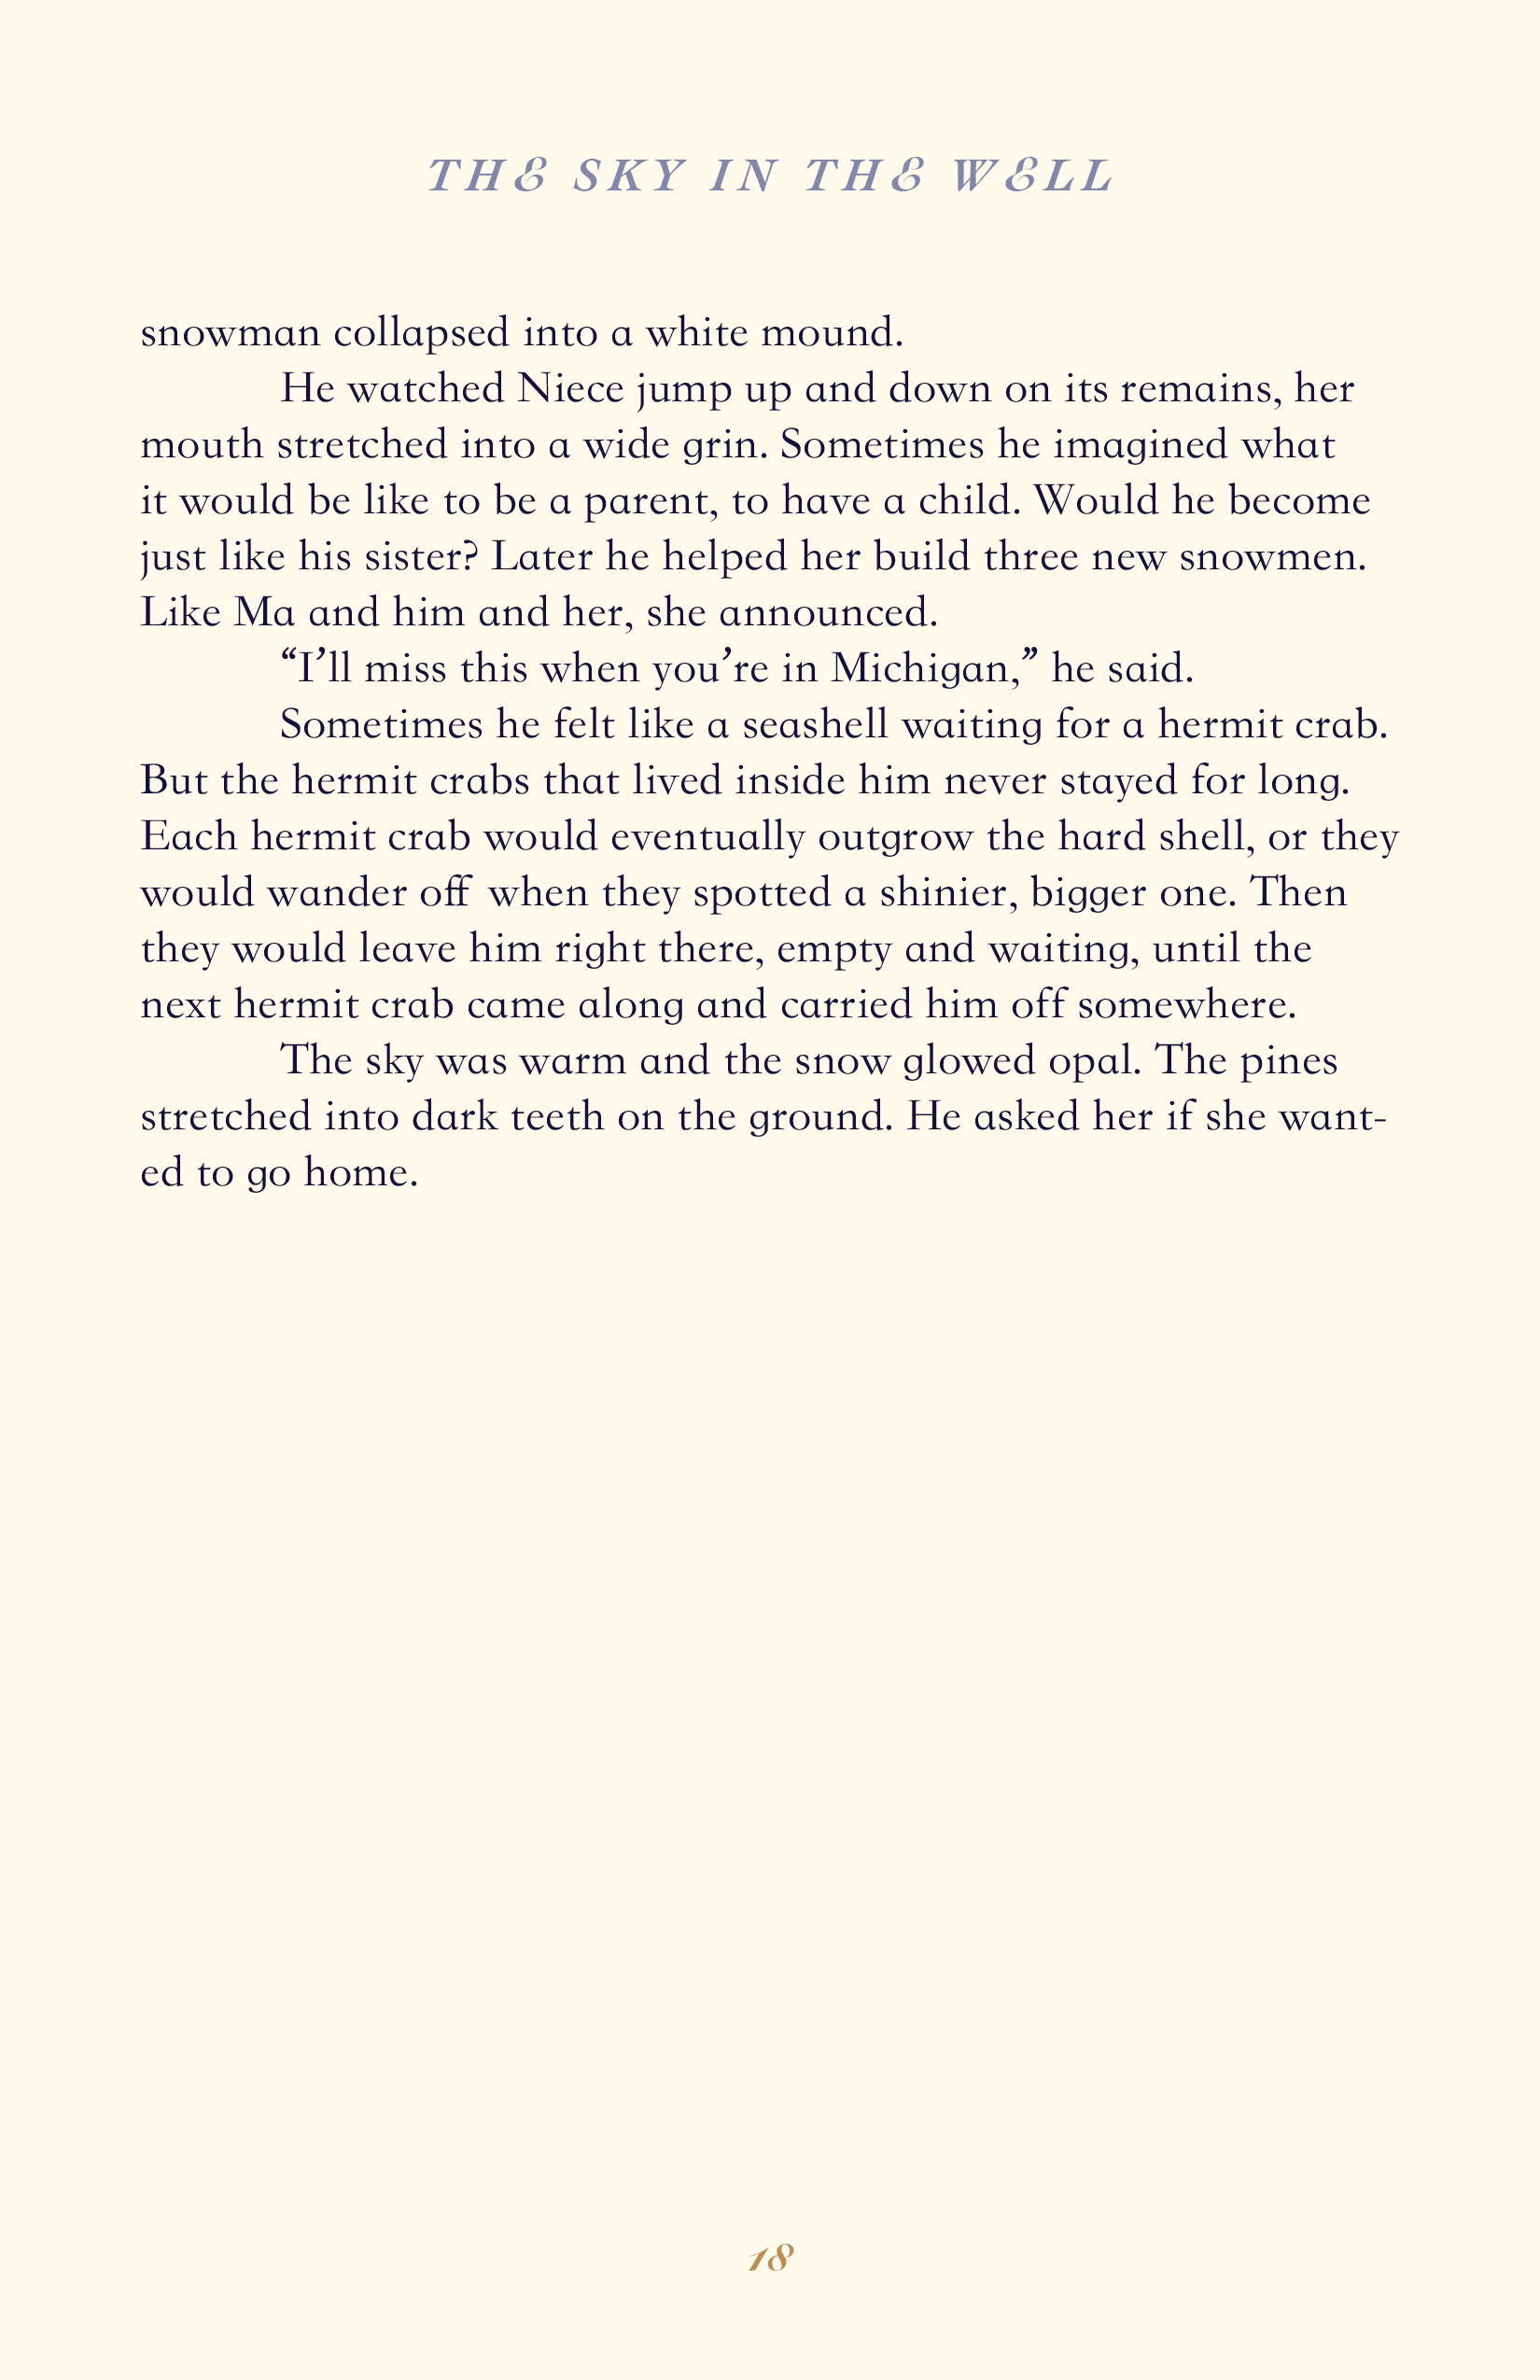 THE SKY IN THE WELL
snowman collapsed into a white mound.
He watched Niece jump up and down on its remains, her
mouth stretched into a wide grin. Sometimes he imagined what
it would be like to be a parent, to have a child. Would he become
just like his sister? Later he helped her build three new snowmen.
Like Ma and him and her, she announced.
“I’ll miss this when you’re in Michigan,” he said.
Sometimes he felt like a seashell waiting for a hermit crab.
But the hermit crabs that lived inside him never stayed for long.
Each hermit crab would eventually outgrow the hard shell, or they
would wander off when they spotted a shinier, bigger one. Then
they would leave him right there, empty and waiting, until the
next hermit crab came along and carried him off somewhere.
The sky was warm and the snow glowed opal. The pines
stretched into dark teeth on the ground. He asked her if she want-
ed to go home.
18